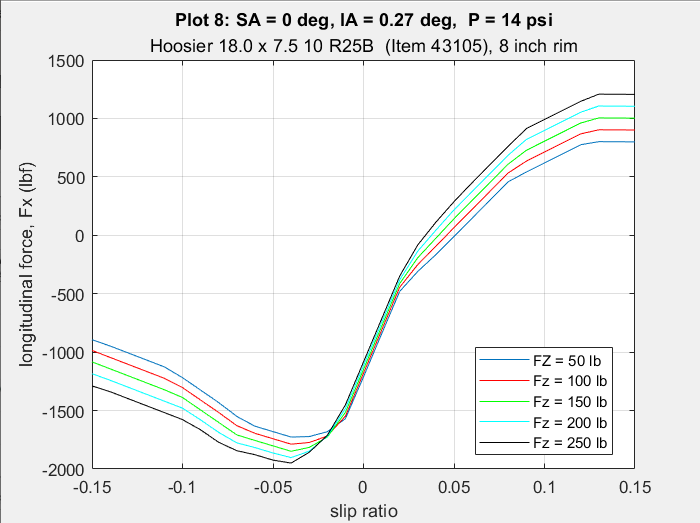 Plot 8: SA = 0 deg, IA = 0.27 deg,  P = 14 psi
Hoosier 18.0 x 7.5 10 R25B  (Item 43105), 8 inch rim
1500
1000
500
0
-500
-1000
-1500
-2000
longitudinal force, Fx (lbf)
FZ = 50 lb
Fz = 100 lb
Fz = 150 lb
Fz = 200 lb
Fz = 250 lb
-0.15 -0.1 -0.05 0 0.05 0.1 0.15
slip ratio